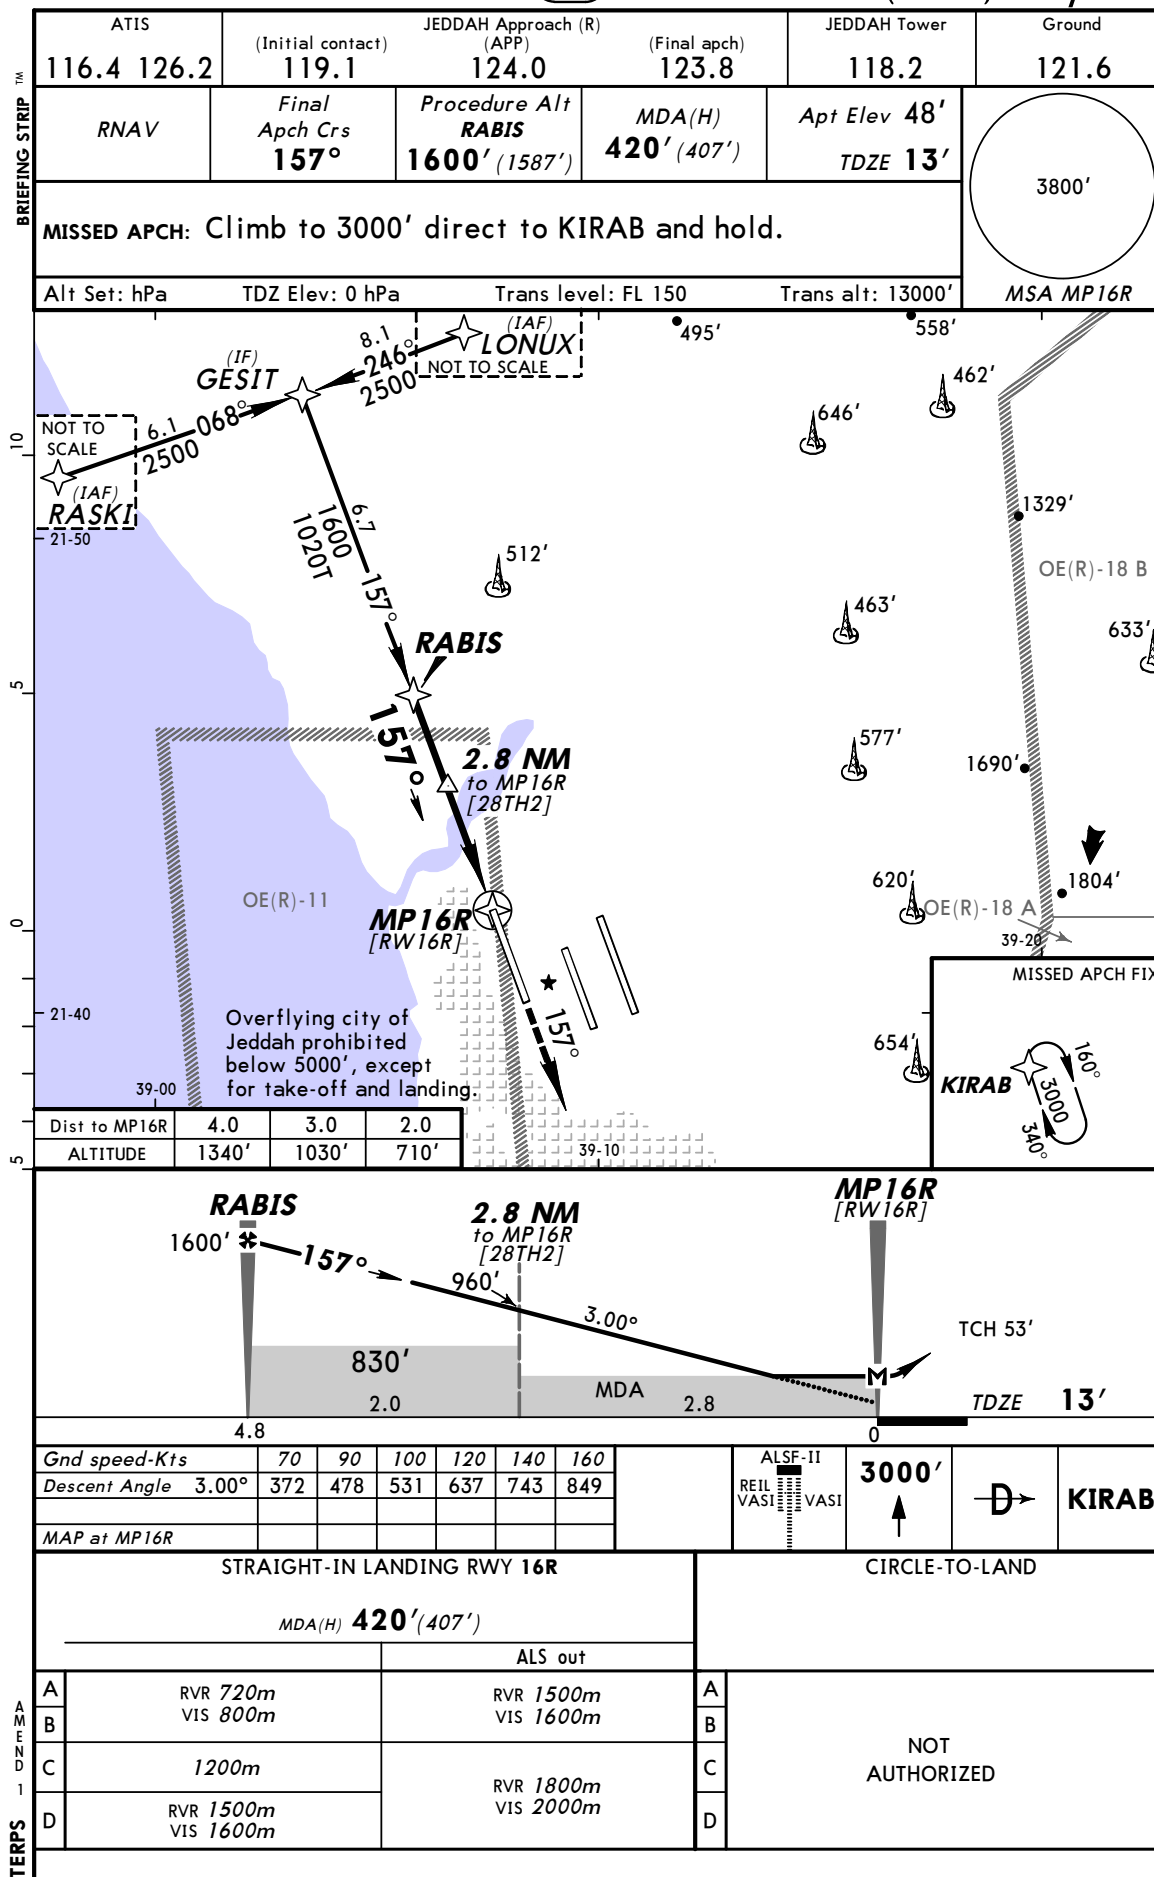 ATIS
116.4 126.2
JEDDAH Approach (R)
(Initial contact) (APP) (Final apch)
119.1 124.0 123.8
JEDDAH Tower
118.2
Ground
121.6
BRIEFING STRIP TM
RNAV
Final
Apch Crs
157°
Procedure Alt
RABIS
1600' (1587')
MDA(H)
420' (407')
Apt Elev 48'
TDZE 13'
3800'
MSA MP16R
MISSED APCH: Climb to 3000' direct to KIRAB and hold.
Alt Set: hPa TDZ Elev: 0 hPa Trans level: FL 150 Trans alt: 13000'
(IAF)
LONUX
NOT TO SCALE
8.1
246°
2500
(IF)
GESIT
NOT TO
SCALE
(IAF)
RASKI
6.1 068°
2500
495'
558'
462'
646'
1329'
OE(R)-18 B
10
21-50
6.7
1600
1020T
157°
512'
463'
633'
RABIS
5
157°
2.8 NM
to MP16R
[28TH2]
577'
1690'
OE(R)-11
MP16R
[RW16R]
620'
1804'
OE(R)-18 A
39-20
0
21-40
157°
Overflying city of
Jeddah prohibited
below 5000', except
for take-off and landing.
39-00
654'
MISSED APCH FIX
KIRAB
160°
3000
340°
39-10
5
Dist to MP16R 4.0 3.0 2.0
ALTITUDE 1340' 1030' 710'
RABIS
1600'
157°
2.8 NM
to MP16R
[28TH2]
960'
3.00°
MP16R
[RW16R]
TCH 53'
830'
MDA
2.0 2.8
TDZE 13'
4.8 0
Gnd speed-Kts 70 90 100 120 140 160
Descent Angle 3.00° 372 478 531 637 743 849
MAP at MP16R
ALSF-II
REIL
VASI VASI
3000'
D
KIRAB
STRAIGHT-IN LANDING RWY 16R
MDA(H) 420' (407')
ALS out
CIRCLE-TO-LAND
A
B
C
D
RVR 720m
VIS 800m
1200m
RVR 1500m
VIS 1600m
RVR 1500m
VIS 1600m
RVR 1800m
VIS 2000m
A
B
C
D
NOT
AUTHORIZED
AMEND 1
TERPS